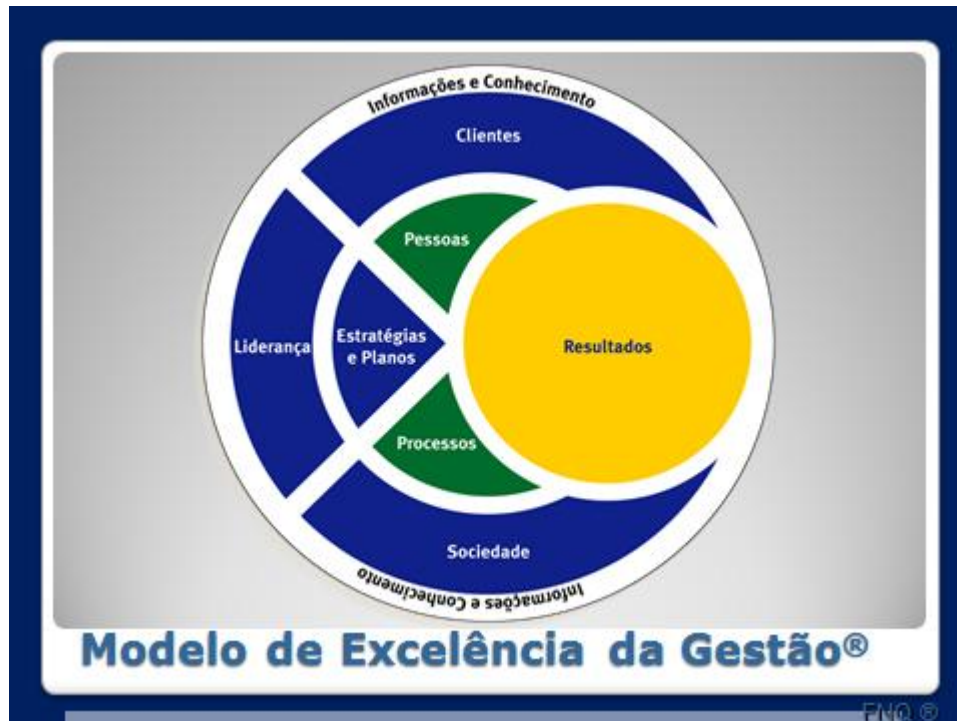 Informações e Conhecimento
Clientes
Pessoas
Liderança
Estratégias
e Planos
Resultados
Processos
Sociedade
Informações e Conhecimento
Modelo de Excelência da Gestão®
FNQ ®